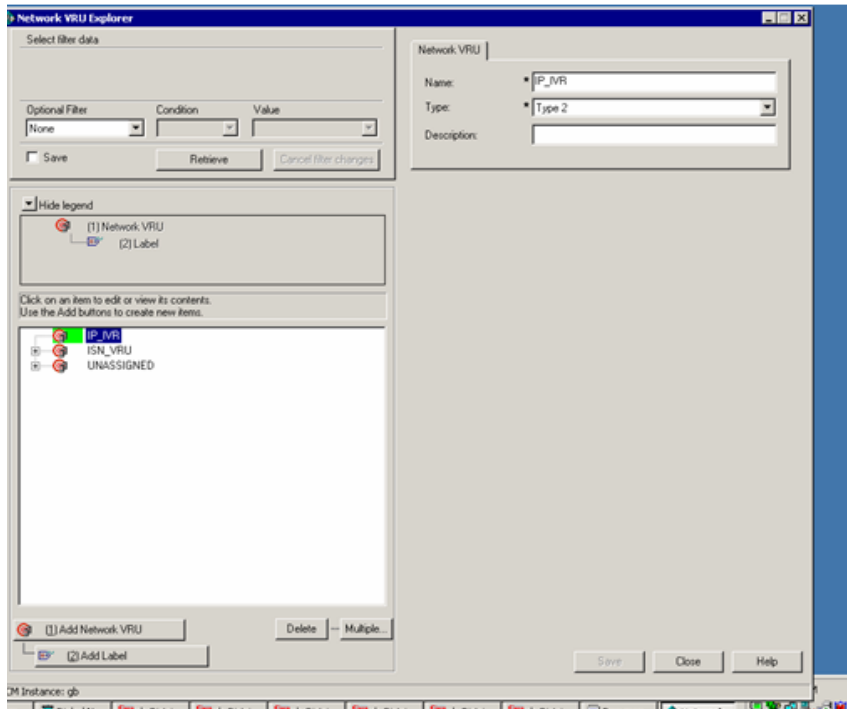 Network VRU Explorer
Select filter data
Optional Filter Condition Value
None
Save Retrieve Cancel filter changes
Hide legend
(1) Network VRU
(2) Label
Click on an item to edit or view its contents.
Use the Add buttons to create new items.
IP_IVR
ISN_VRU
UNASSIGNED
(1) Add Network VRU Delete Multiple...
(2) Add Label
Network VRU
Name: * IP_IVR
Type: * Type 2
Description:
Save Close Help
CM Instance: gb